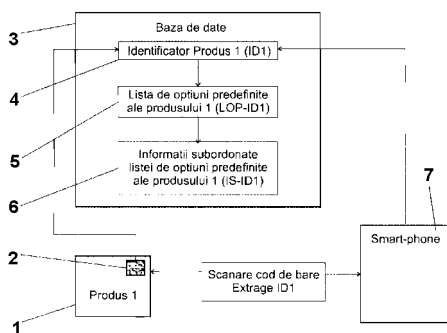 3
Baza de date
Identificator Produs 1 (ID1)
4
Lista de optiuni predefinite
ale produsului 1 (LOP-ID1)
5
Informatii subordonate
listei de optiuni predefinite
ale produsului 1 (IS-ID1)
6
7
Smart-phone
2
Produs 1
1
Scanare cod de bare
Extrage ID1